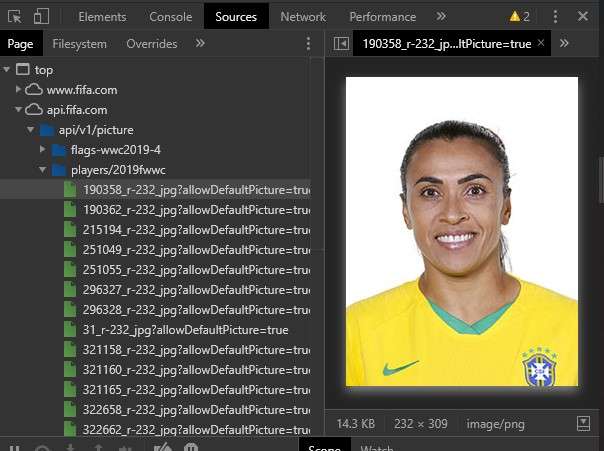 Elements Console Sources Network Performance » 2
Page Filesystem Overrides »
190358_r-232_jp...ltPicture=true × »
top
www.fifa.com
api.fifa.com
api/v1/picture
flags-wwc2019-4
players/2019fwwc
190358_r-232_jpg?allowDefaultPicture=true
190362_r-232_jpg?allowDefaultPicture=true
215194_r-232_jpg?allowDefaultPicture=true
251049_r-232_jpg?allowDefaultPicture=true
251055_r-232_jpg?allowDefaultPicture=true
296327_r-232_jpg?allowDefaultPicture=true
296328_r-232_jpg?allowDefaultPicture=true
31_r-232_jpg?allowDefaultPicture=true
321158_r-232_jpg?allowDefaultPicture=true
321160_r-232_jpg?allowDefaultPicture=true
321165_r-232_jpg?allowDefaultPicture=true
322658_r-232_jpg?allowDefaultPicture=true
322662_r-232_jpg?allowDefaultPicture=true
CBF
14.3 KB 232 × 309 image/png
Scope Watch